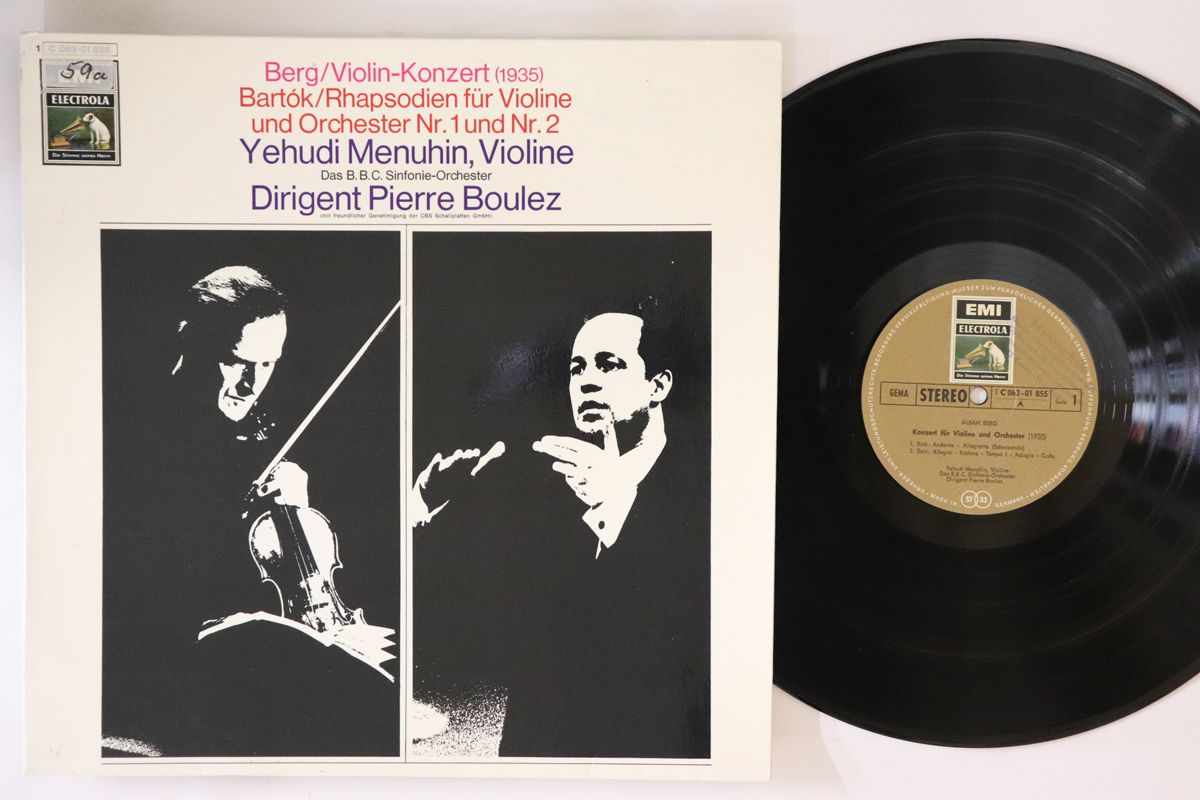 1 C 063-01 855
59a
ELECTROLA
Die Stimme seines Herrn
Berg/Violin-Konzert (1935)
Bartók/Rhapsodien für Violine
und Orchester Nr. 1 und Nr. 2
Yehudi Menuhin, Violine
Das B.B.C. Sinfonie-Orchester
Dirigent Pierre Boulez
(mit freundlicher Genehmigung der CBS Schallplatten GmbH)
EMI
ELECTROLA
Die Stimme seines Herrn
GEMA STEREO C 063-01 855 Seite 1
A
ALBAN BERG
Konzert für Violine und Orchester (1935)
1. Satz: Andante - Allegretto (Scherzando)
2. Satz: Allegro - Kadenz - Tempo I - Adagio - Coda
Yehudi Menuhin, Violine
Das B.B.C. Sinfonie-Orchester
Dirigent Pierre Boulez
MADE IN ST 33 GERMANY